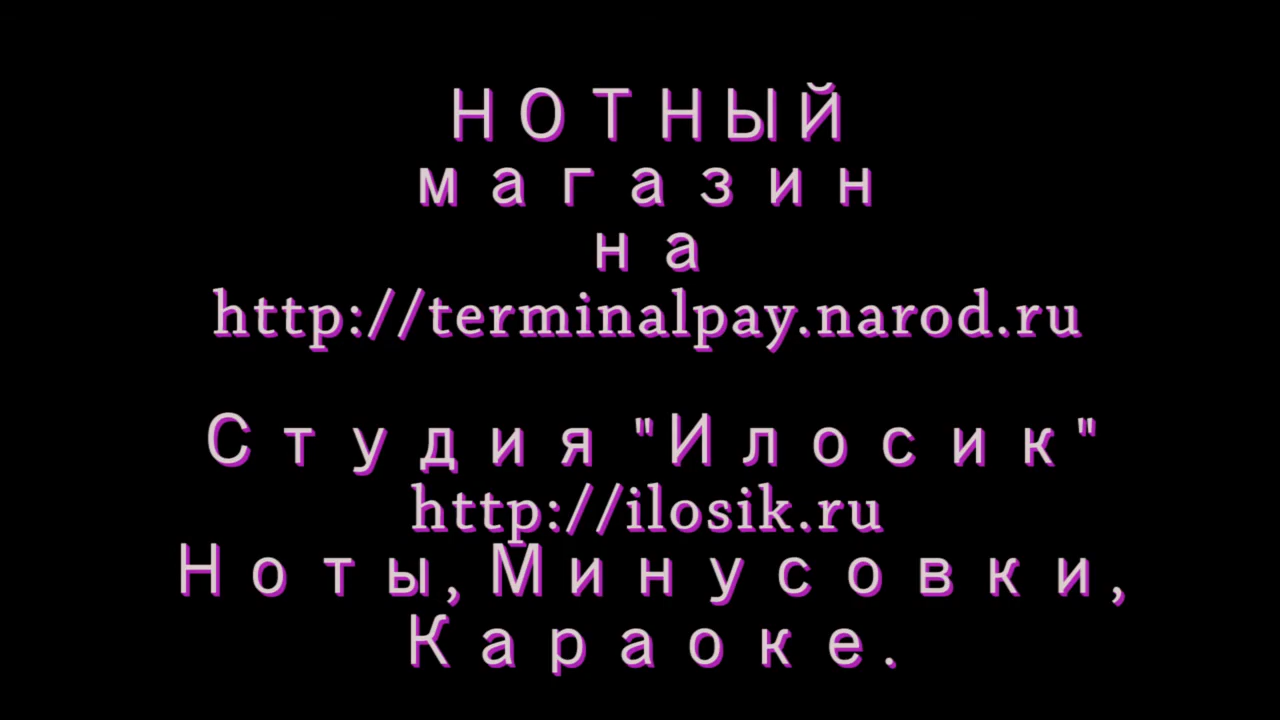 НОТНЫЙ
магазин
на
http://terminalpay.narod.ru
Студия "Илосик"
http://ilosik.ru
Ноты, Минусовки,
Караоке.